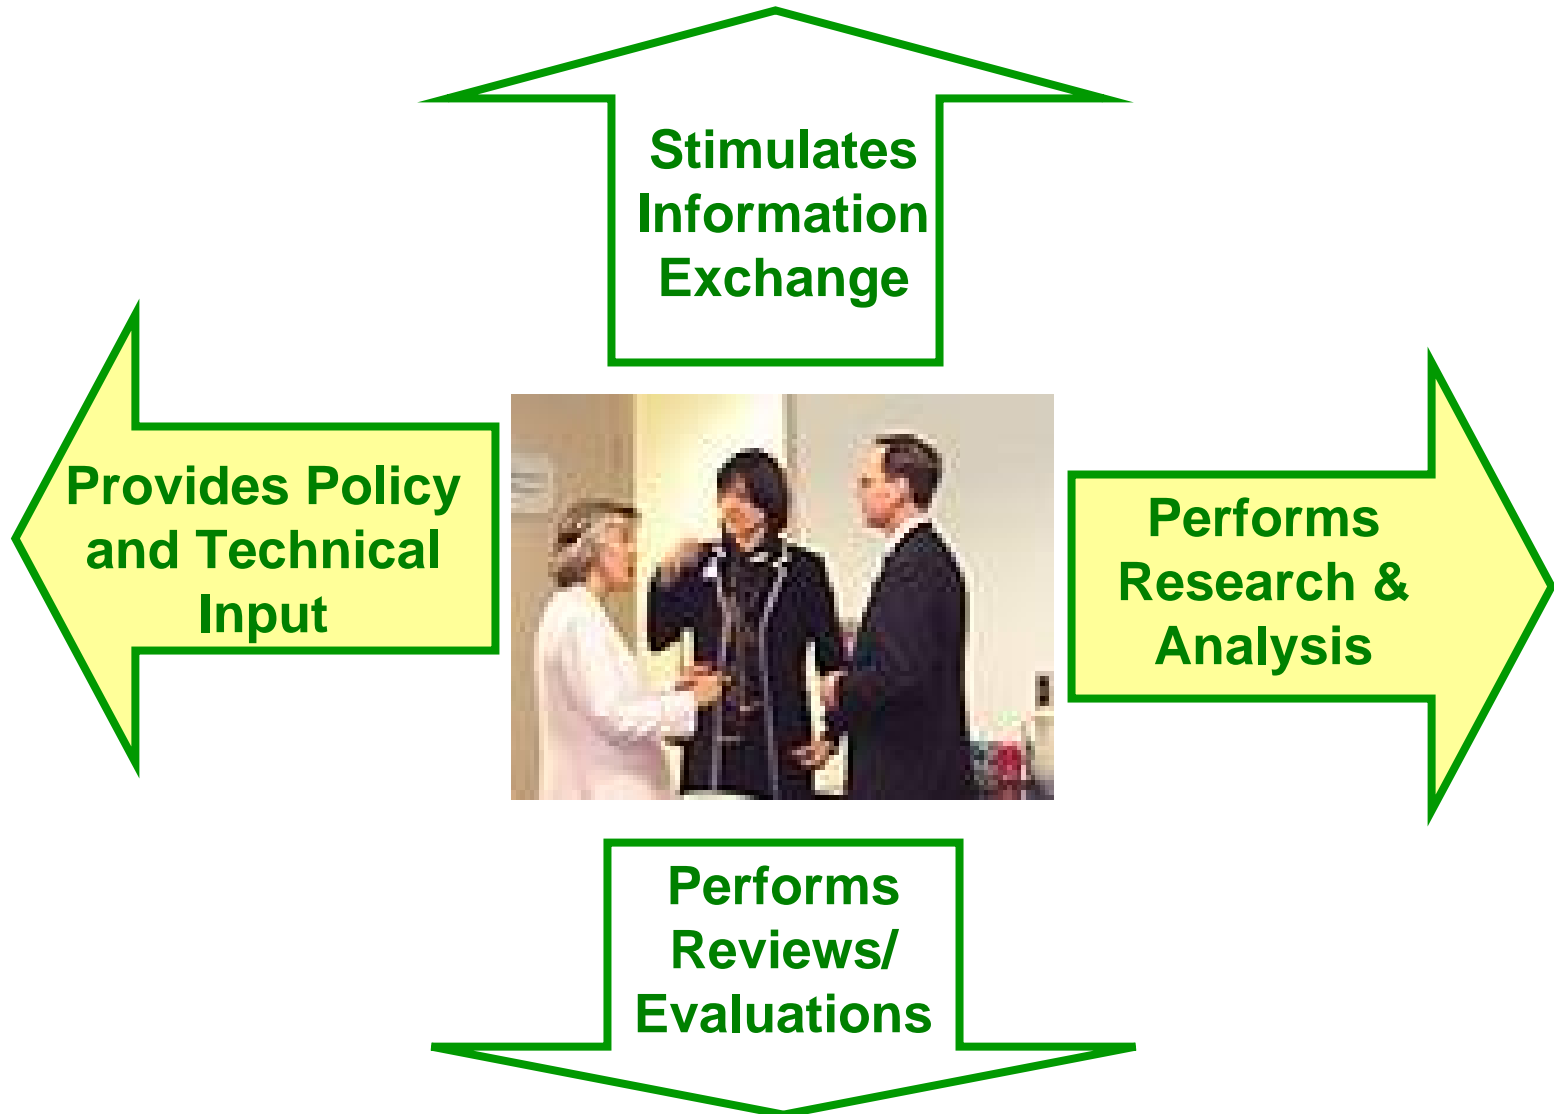 Stimulates
Information
Exchange
Provides Policy
and Technical
Input
Performs
Research &
Analysis
Performs
Reviews/
Evaluations